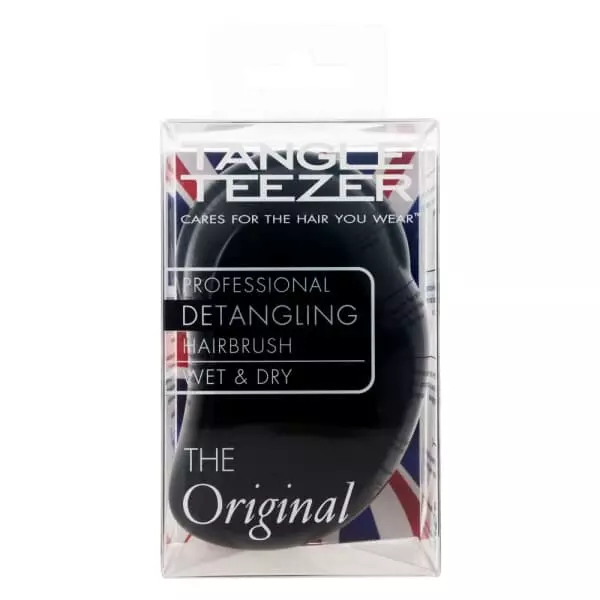 TANGLE
TEEZER
CARES FOR THE HAIR YOU WEAR™
PROFESSIONAL
DETANGLING
HAIRBRUSH
WET & DRY
THE
Original